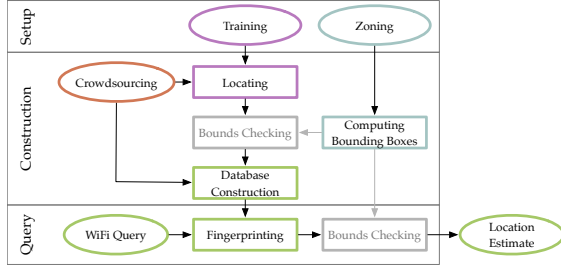 Setup
Training
Zoning
Construction
Crowdsourcing
Locating
Bounds Checking
Computing
Bounding Boxes
Database
Construction
Query
WiFi Query
Fingerprinting
Bounds Checking
Location
Estimate